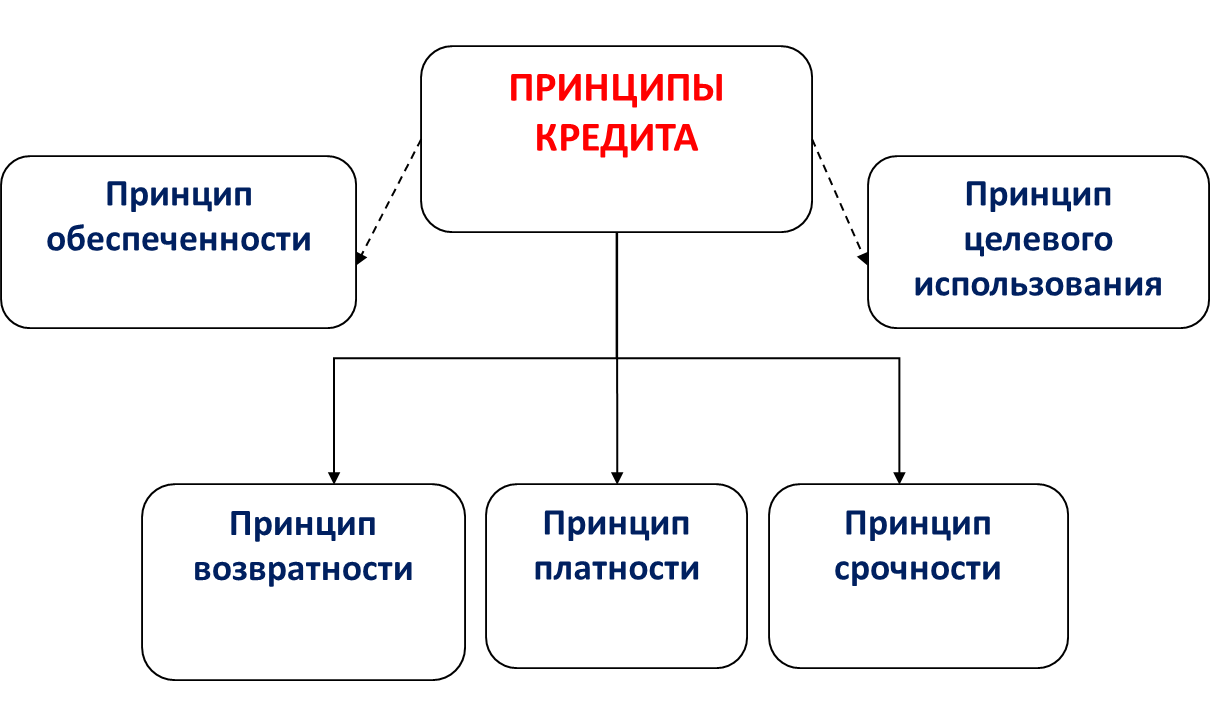 ПРИНЦИПЫ
КРЕДИТА
Принцип
обеспеченности
Принцип
целевого
использования
Принцип
возвратности
Принцип
платности
Принцип
срочности